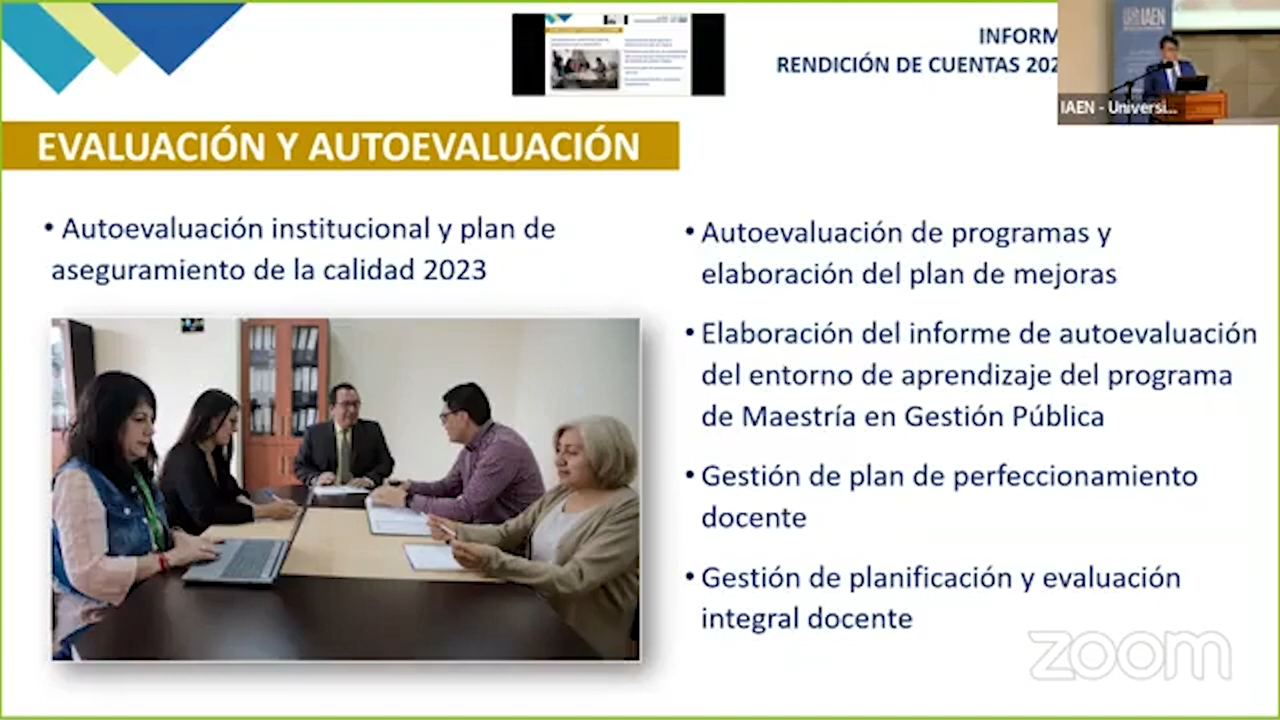 INFORM
RENDICIÓN DE CUENTAS 202
IAEN
IAEN - Universi...
EVALUACIÓN Y AUTOEVALUACIÓN
• Autoevaluación institucional y plan de
aseguramiento de la calidad 2023
• Autoevaluación de programas y
elaboración del plan de mejoras
• Elaboración del informe de autoevaluación
del entorno de aprendizaje del programa
de Maestría en Gestión Pública
• Gestión de plan de perfeccionamiento
docente
• Gestión de planificación y evaluación
integral docente
zoom